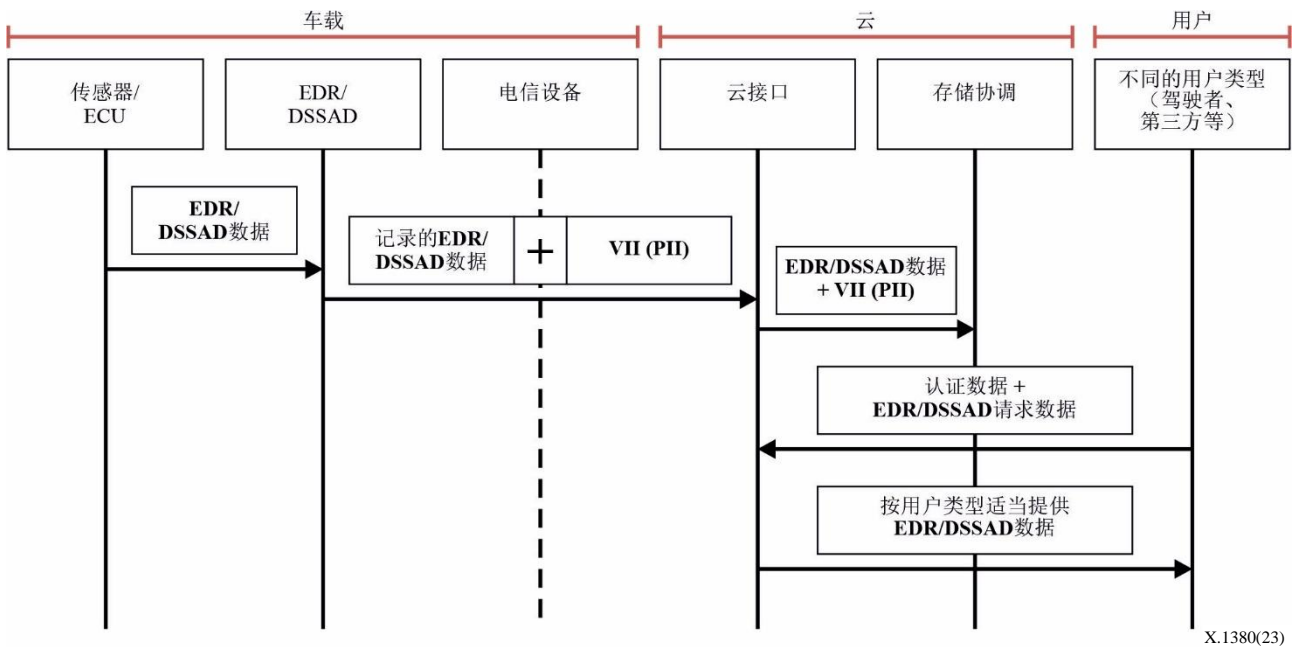 车载
云
用户
传感器/
ECU
EDR/
DSSAD
电信设备
云接口
存储协调
不同的用户类型
（驾驶者、
第三方等）
EDR/
DSSAD数据
记录的EDR/
DSSAD数据
+
VII (PII)
EDR/DSSAD数据
+ VII (PII)
认证数据 +
EDR/DSSAD请求数据
按用户类型适当提供
EDR/DSSAD数据
X.1380(23)